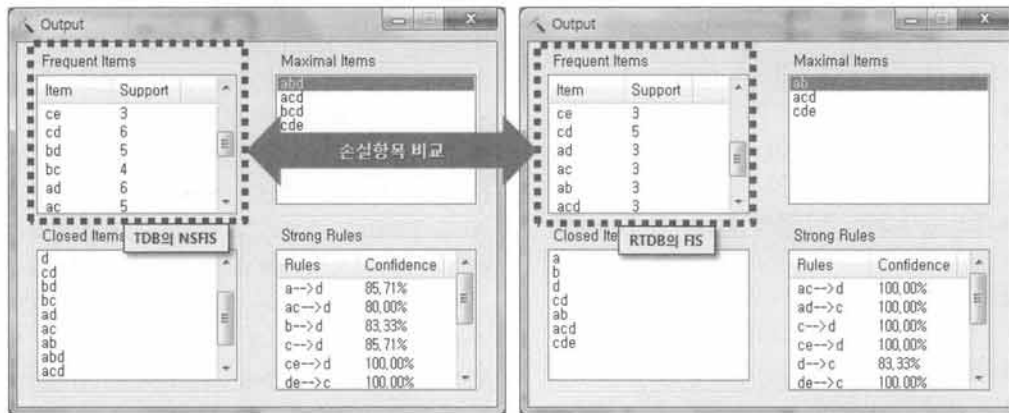 Output
Frequent Items
Item Support
ce 3
cd 6
bd 5
bc 4
ad 6
ac 5
TDB의 NSFIS
Maximal Items
abd
acd
bcd
cde
Closed Items
d
cd
bd
bc
ad
ac
ab
abd
acd
Strong Rules
Rules Confidence
a-->d 85,71%
ac-->d 80,00%
b-->d 83,33%
c-->d 85,71%
ce-->d 100,00%
de-->c 100,00%
손실항목 비교
Output
Frequent Items
Item Support
ce 3
cd 5
ad 3
ac 3
ab 3
acd 3
RTDB의 FIS
Maximal Items
ab
acd
cde
Closed Ite
a
b
d
cd
ab
acd
cde
Strong Rules
Rules Confidence
ac-->d 100,00%
ad-->c 100,00%
c-->d 100,00%
ce-->d 100,00%
d-->c 83,33%
de-->c 100,00%